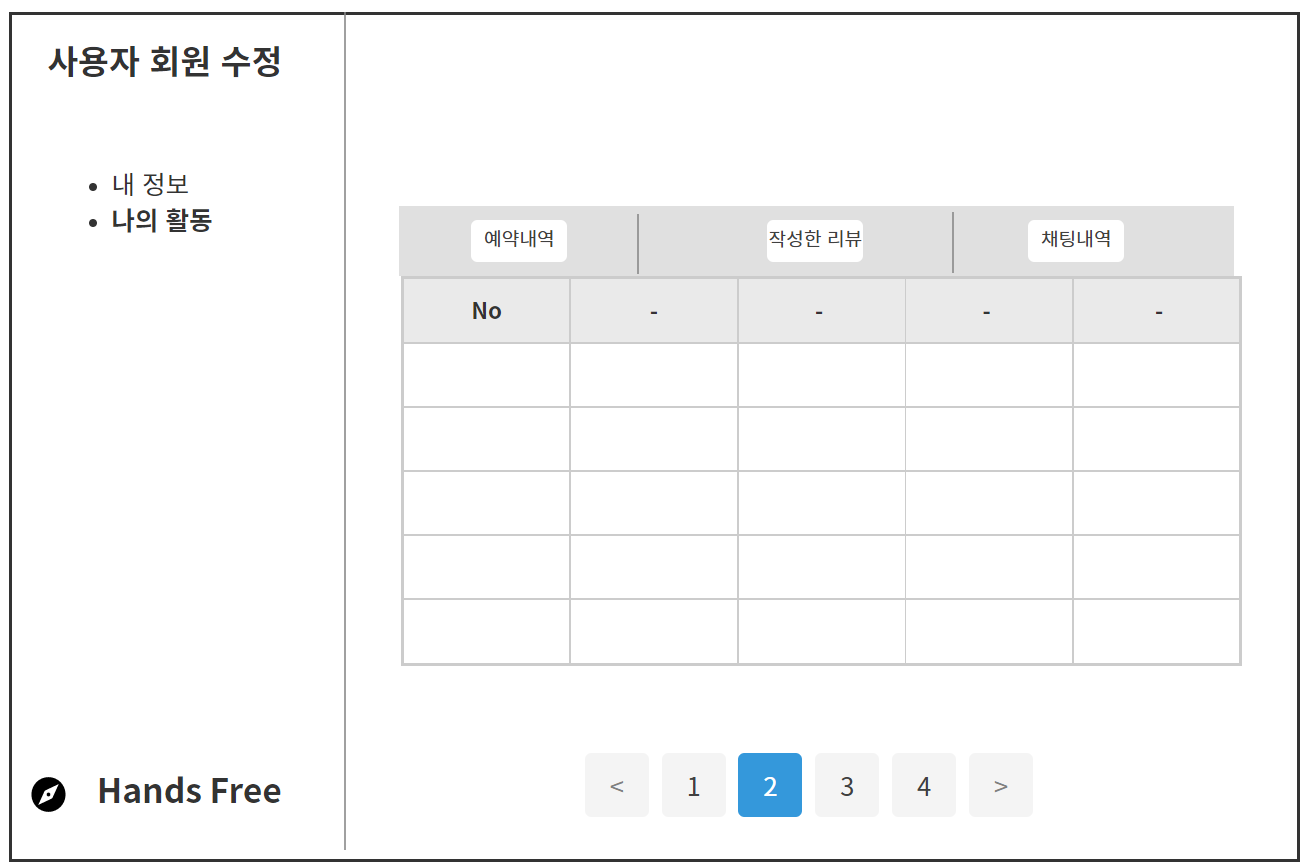 사용자 회원 수정
• 내 정보
• 나의 활동
예약내역 작성한 리뷰 채팅내역
No - - - -
< 1 2 3 4 >
Hands Free